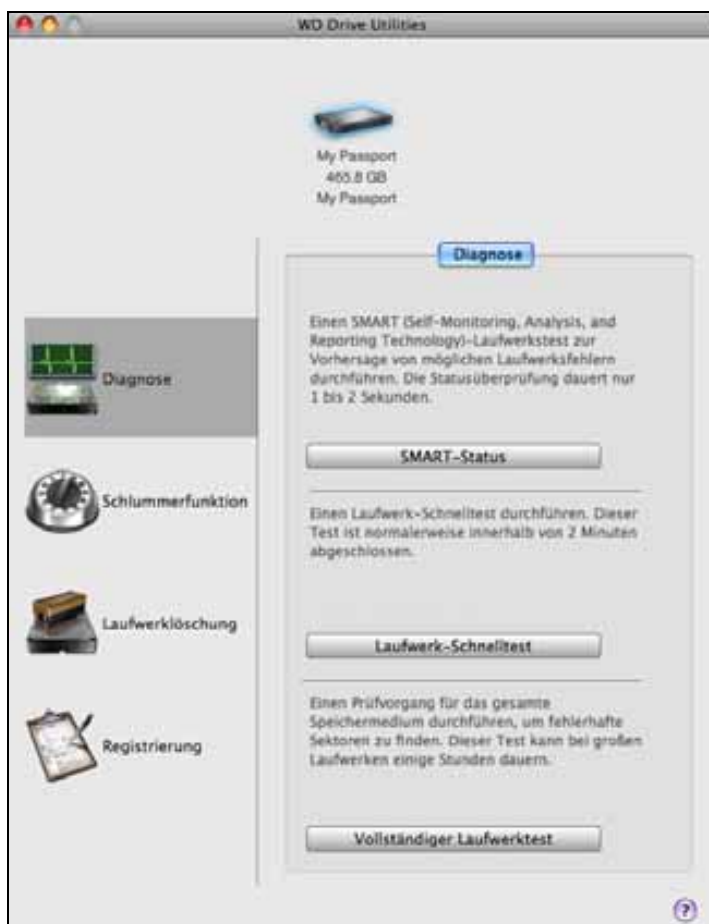 WD Drive Utilities
My Passport
465.8 GB
My Passport
Diagnose
Schlummerfunktion
Laufwerklöschung
Registrierung
Diagnose
Einen SMART (Self-Monitoring, Analysis, and
Reporting Technology)-Laufwerkstest zur
Vorhersage von möglichen Laufwerksfehlern
durchführen. Die Statusüberprüfung dauert nur
1 bis 2 Sekunden.
SMART-Status
Einen Laufwerk-Schnelltest durchführen. Dieser
Test ist normalerweise innerhalb von 2 Minuten
abgeschlossen.
Laufwerk-Schnelltest
Einen Prüfvorgang für das gesamte
Speichermedium durchführen, um fehlerhafte
Sektoren zu finden. Dieser Test kann bei großen
Laufwerken einige Stunden dauern.
Vollständiger Laufwerktest
?